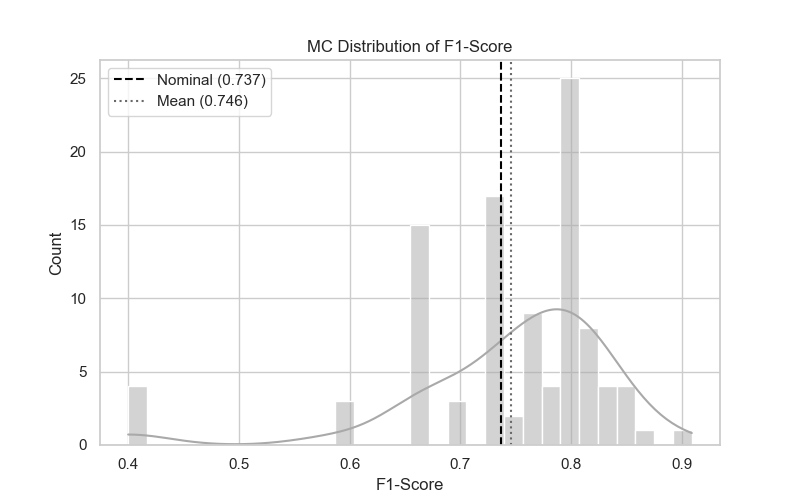 MC Distribution of F1-Score
Nominal (0.737)
Mean (0.746)
25
20
15
10
5
0
Count
0.4 0.5 0.6 0.7 0.8 0.9
F1-Score